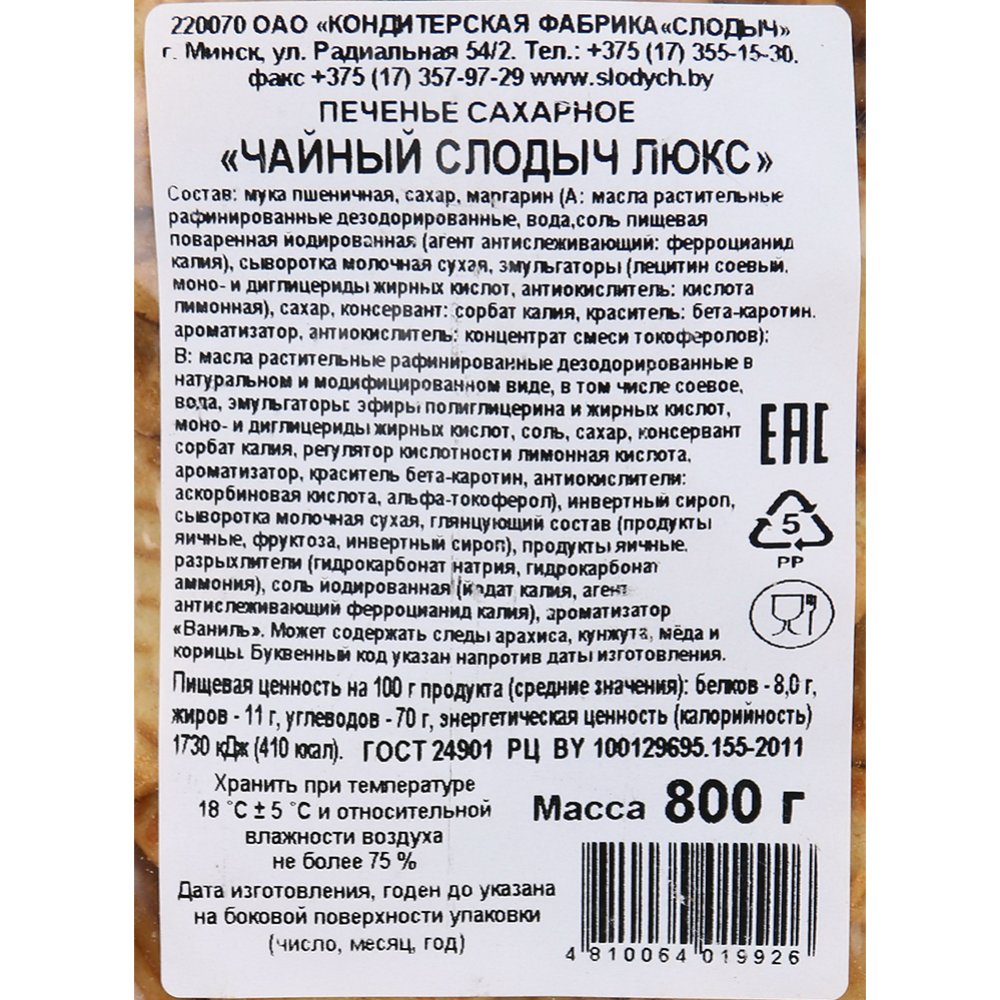 220070 ОАО «КОНДИТЕРСКАЯ ФАБРИКА«СЛОДЫЧ»
г. Минск, ул. Радиальная 54/2. Тел.: +375 (17) 355-15-30.
факс +375 (17) 357-97-29 www.slodych.by
ПЕЧЕНЬЕ САХАРНОЕ
«ЧАЙНЫЙ СЛОДЫЧ ЛЮКС»
Состав: мука пшеничная, сахар, маргарин (А: масла растительные
рафинированные дезодорированные, вода,соль пищевая
поваренная йодированная (агент антислеживающий: ферроцианид
калия), сыворотка молочная сухая, эмульгаторы (лецитин соевый,
моно- и диглицериды жирных кислот, антиокислитель: кислота
лимонная), сахар, консервант: сорбат калия, краситель: бета-каротин,
ароматизатор, антиокислитель: концентрат смеси токоферолов);
В: масла растительные рафинированные дезодорированные в
натуральном и модифицированном виде, в том числе соевое,
вода, эмульгаторы: эфиры полиглицерина и жирных кислот,
моно- и диглицериды жирных кислот, соль, сахар, консервант
сорбат калия, регулятор кислотности лимонная кислота,
ароматизатор, краситель бета-каротин, антиокислители:
аскорбиновая кислота, альфа-токоферол), инвертный сироп,
сыворотка молочная сухая, глянцующий состав (продукты
яичные, фруктоза, инвертный сироп), продукты яичные,
разрыхлители (гидрокарбонат натрия, гидрокарбонат
аммония), соль йодированная (йодат калия, агент
антислеживающий ферроцианид калия), ароматизатор
«Ваниль». Может содержать следы арахиса, кунжута, мёда и
корицы. Буквенный код указан напротив даты изготовления.
EAC
5
PP
Пищевая ценность на 100 г продукта (средние значения): белков - 8,0 г,
жиров - 11 г, углеводов - 70 г, энергетическая ценность (калорийность)
1730 кДж (410 ккал). ГОСТ 24901 РЦ BY 100129695.155-2011
Хранить при температуре
18 °С ± 5 °С и относительной
влажности воздуха
не более 75 %
Масса 800 г
Дата изготовления, годен до указана
на боковой поверхности упаковки
(число, месяц, год)
4 810064 019926